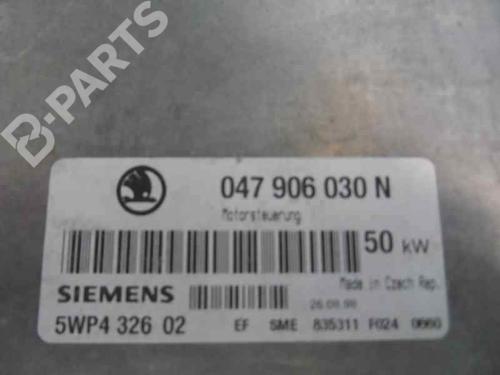 B-PARTS
047 906 030 N
Motorsteuerung
50 kW
Made in Czech Rep.
SIEMENS
26.08.98
5WP4 326 02 EF SME 835311 F024 0660